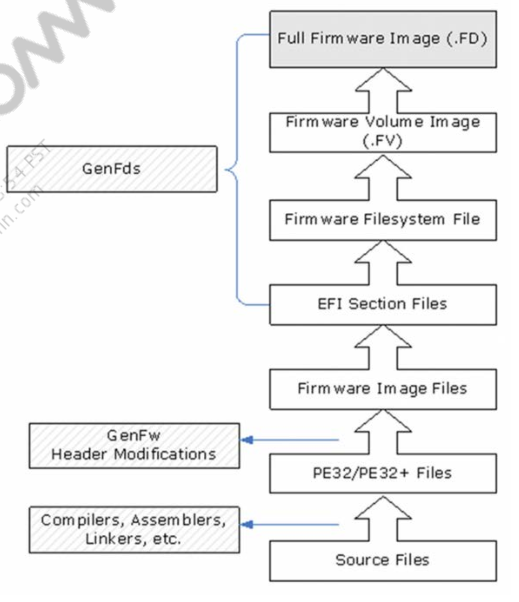 Full Firmware Image (.FD)
Firmware Volume Image
(.FV)
GenFds
Firmware Filesystem File
EFI Section Files
Firmware Image Files
GenFw
Header Modifications
PE32/PE32+ Files
Compilers, Assemblers,
Linkers, etc.
Source Files